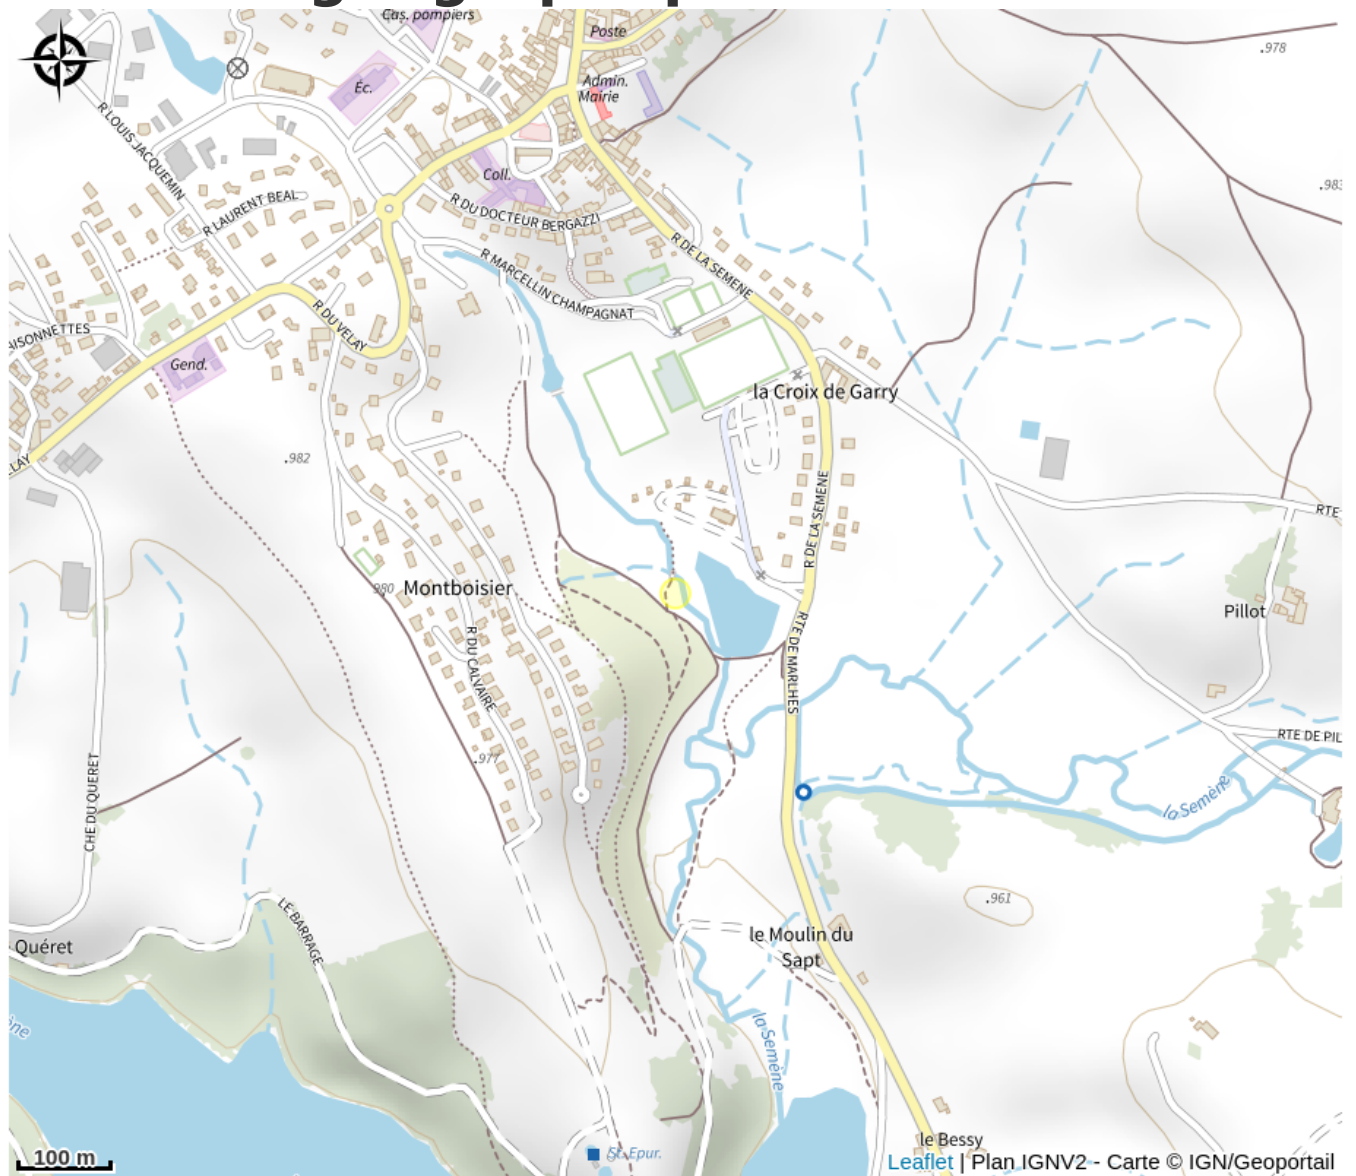 Cas. pompiers
Poste
.978
Éc.
Admin.
Mairie
R LOUIS JACQUEMIN
Coll.
.983
R LAURENT BEAL
R DU DOCTEUR BERGAZZI
R DE LA SEMENE
R MARCELLIN CHAMPAGNAT
R DU VELAY
AISONNETTES
Gend.
la Croix de Garry
.982
ELAY
R DE LA SEMENE
RTE
.980
Montboisier
Pillot
R DU CALVAIRE
RTE DE MARLHES
.977
RTE DE PIL
CHE DU QUERET
la Semène
.961
LE BARRAGE
Quéret
le Moulin du
Sapt
ène
la Semène
le Bessy
St. Epur.
100 m
Leaflet | Plan IGNV2 - Carte © IGN/Geoportail